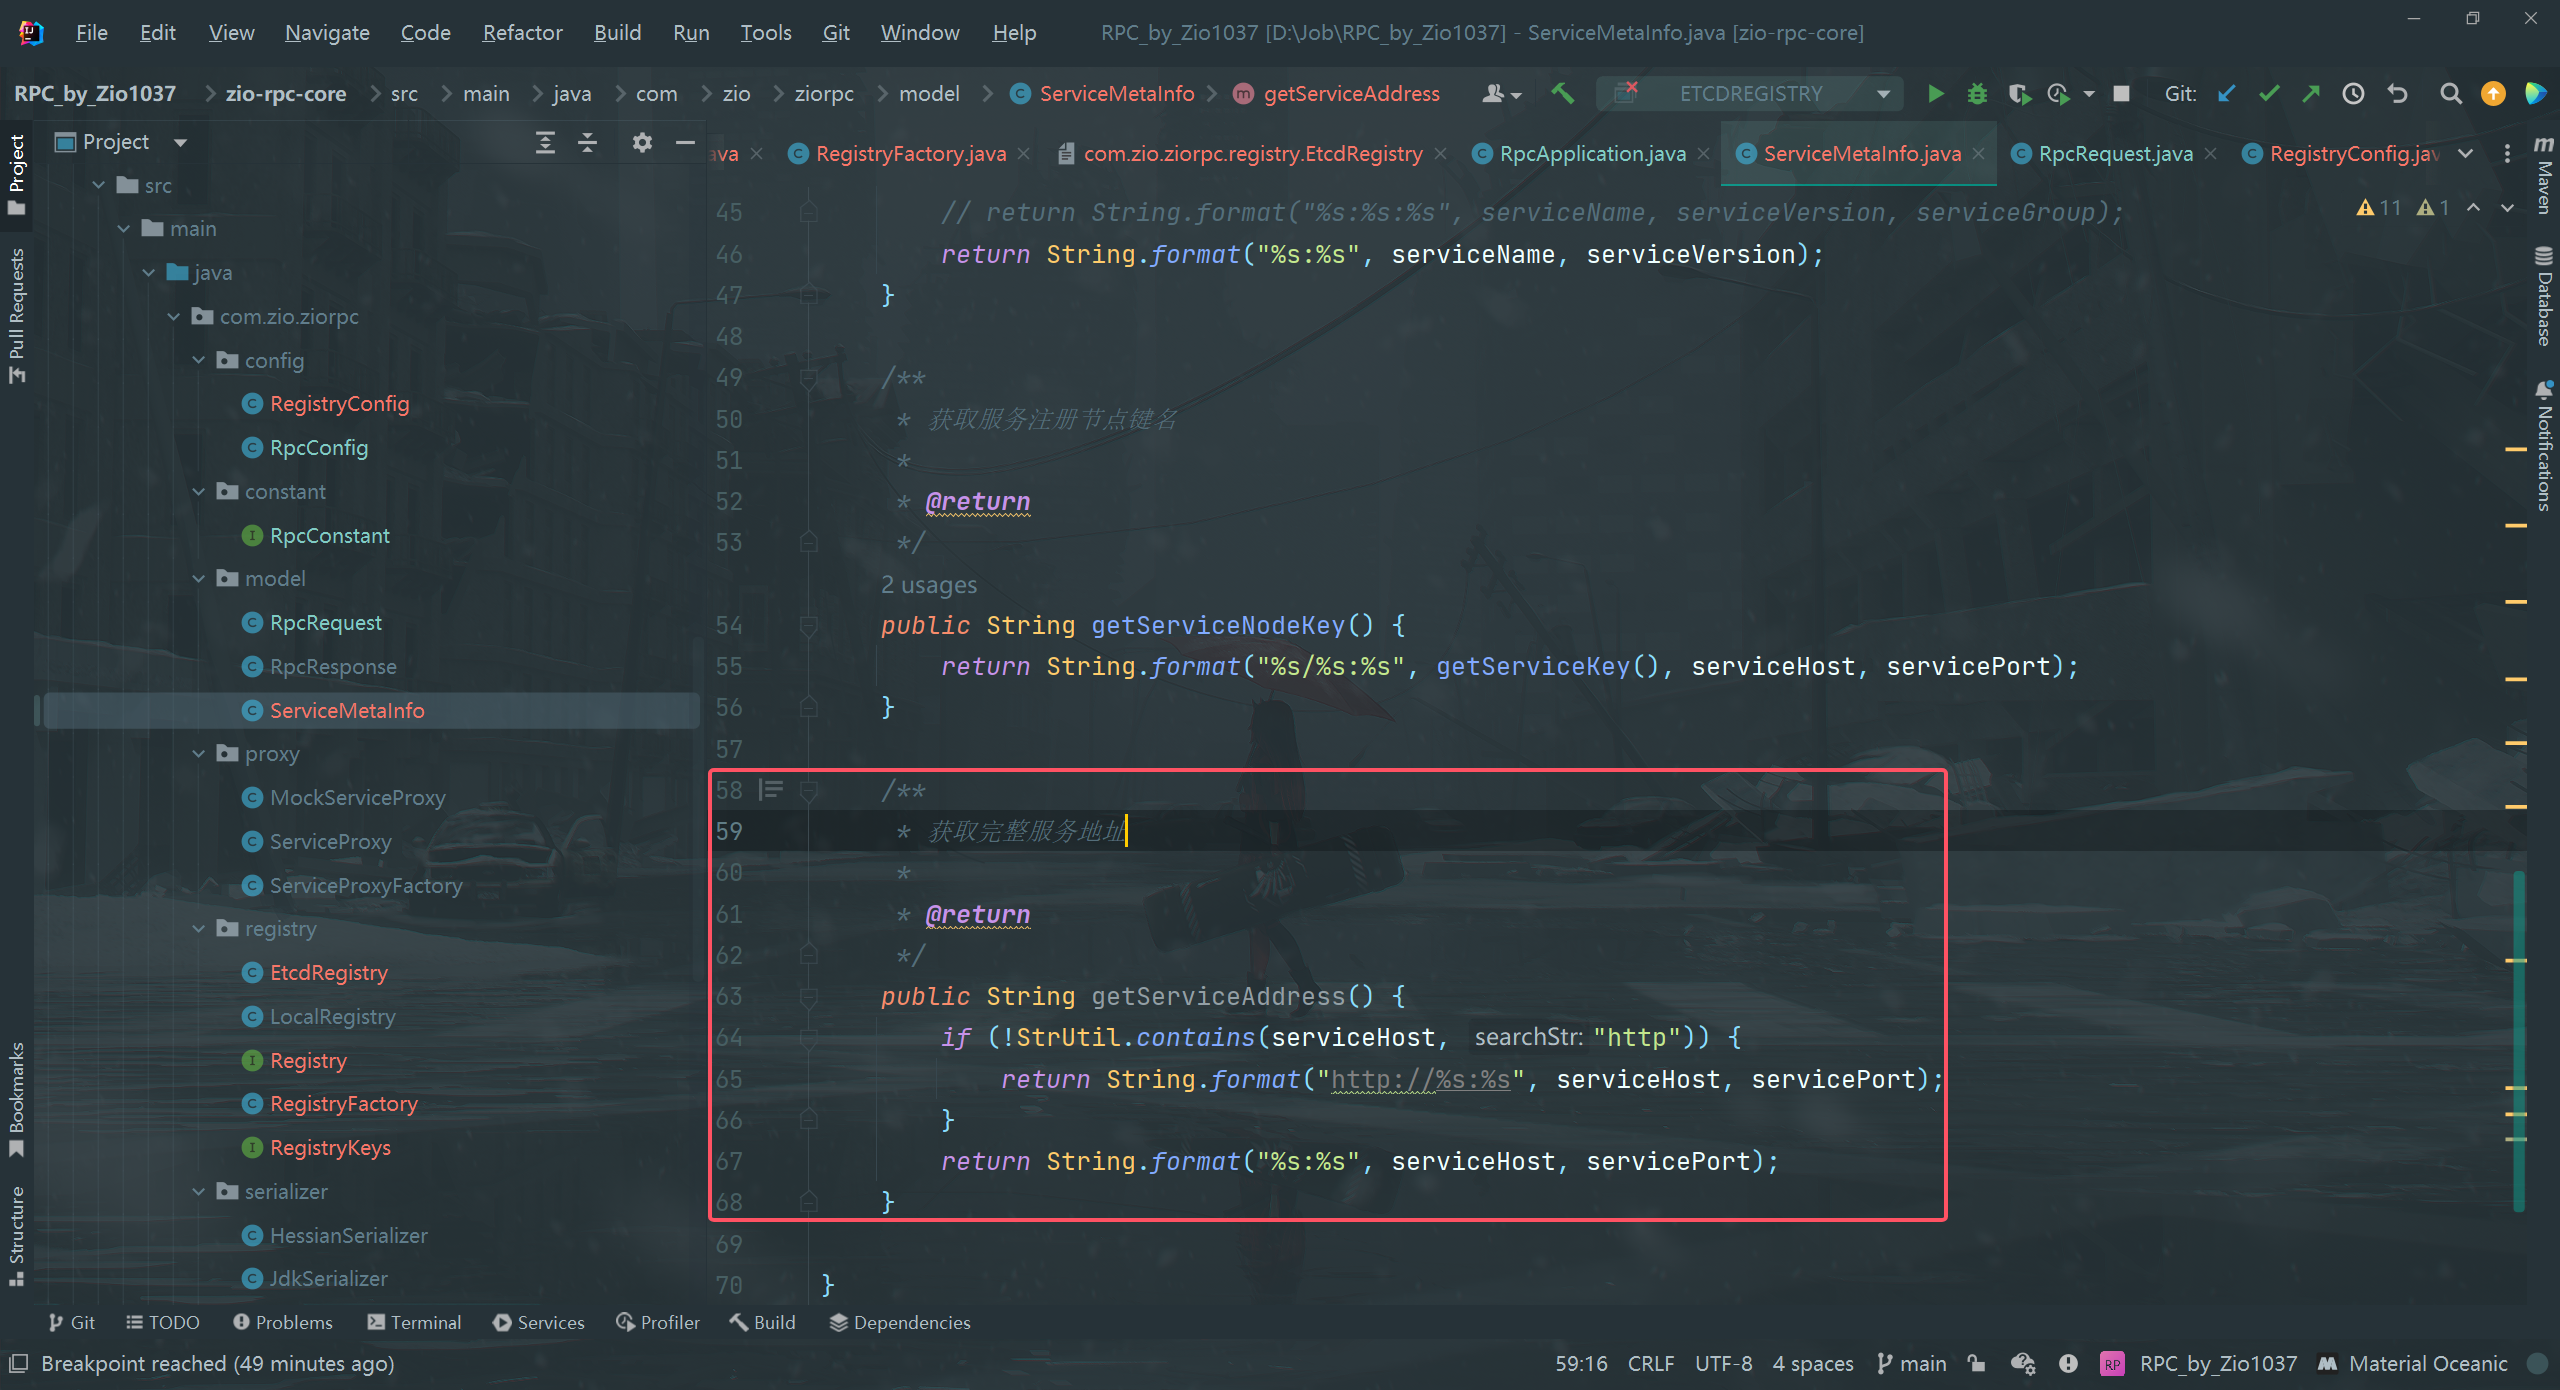 File Edit View Navigate Code Refactor Build Run Tools Git Window Help RPC_by_Zio1037 [D:\Job\RPC_by_Zio1037] - ServiceMetaInfo.java [zio-rpc-core]
RPC_by_Zio1037 zio-rpc-core src main java com zio ziorpc model ServiceMetaInfo getServiceAddress ETCDREGISTRY Git:
Project
ava RegistryFactory.java com.zio.ziorpc.registry.EtcdRegistry RpcApplication.java ServiceMetaInfo.java RpcRequest.java RegistryConfig.jav
Project
Pull Requests
Bookmarks
Structure
src
main
java
com.zio.ziorpc
config
RegistryConfig
RpcConfig
constant
RpcConstant
model
RpcRequest
RpcResponse
ServiceMetaInfo
proxy
MockServiceProxy
ServiceProxy
ServiceProxyFactory
registry
EtcdRegistry
LocalRegistry
Registry
RegistryFactory
RegistryKeys
serializer
HessianSerializer
JdkSerializer
11 1
45 // return String.format("%s:%s:%s", serviceName, serviceVersion, serviceGroup);
46 return String.format("%s:%s", serviceName, serviceVersion);
47 }
48
49 /**
50 * 获取服务注册节点键名
51 *
52 * @return
53 */
2 usages
54 public String getServiceNodeKey() {
55 return String.format("%s/%s:%s", getServiceKey(), serviceHost, servicePort);
56 }
57
58 /**
59 * 获取完整服务地址
60 *
61 * @return
62 */
63 public String getServiceAddress() {
64 if (!StrUtil.contains(serviceHost, searchStr: "http")) {
65 return String.format("http://%s:%s", serviceHost, servicePort);
66 }
67 return String.format("%s:%s", serviceHost, servicePort);
68 }
69
70 }
m Maven
Database
Notifications
Git TODO Problems Terminal Services Profiler Build Dependencies
Breakpoint reached (49 minutes ago) 59:16 CRLF UTF-8 4 spaces main RP RPC_by_Zio1037 Material Oceanic